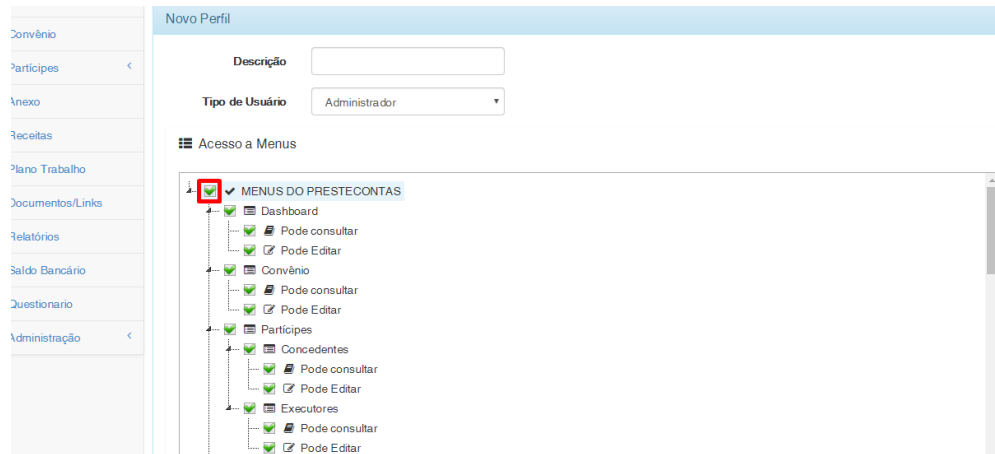 Novo Perfil
Convênio
Partícipes
Anexo
Receitas
Plano Trabalho
Documentos/Links
Relatórios
Saldo Bancário
Questionario
Administração
Descrição
Tipo de Usuário
Administrador
Acesso a Menus
MENUS DO PRESTECONTAS
Dashboard
Pode consultar
Pode Editar
Convênio
Pode consultar
Pode Editar
Partícipes
Concedentes
Pode consultar
Pode Editar
Executores
Pode consultar
Pode Editar